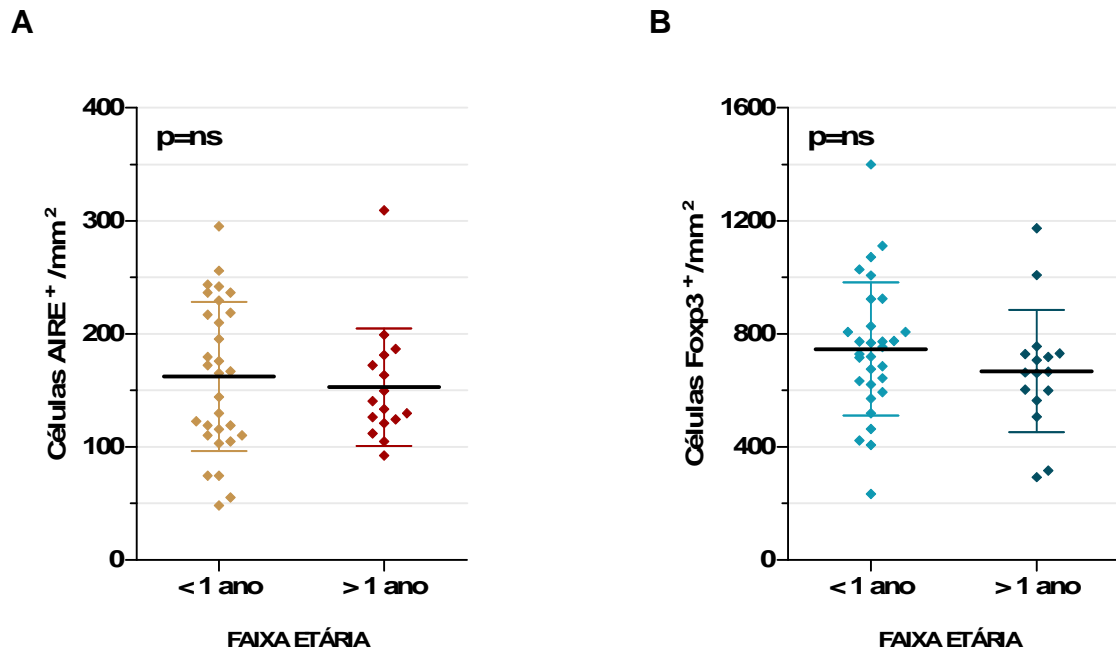 A
Células AIRE + /mm2
400
300
200
100
0
p=ns
< 1 ano
> 1 ano
FAIXA ETÁRIA
B
Células Foxp3 + /mm2
1600
1200
800
400
0
p=ns
< 1 ano
> 1 ano
FAIXA ETÁRIA